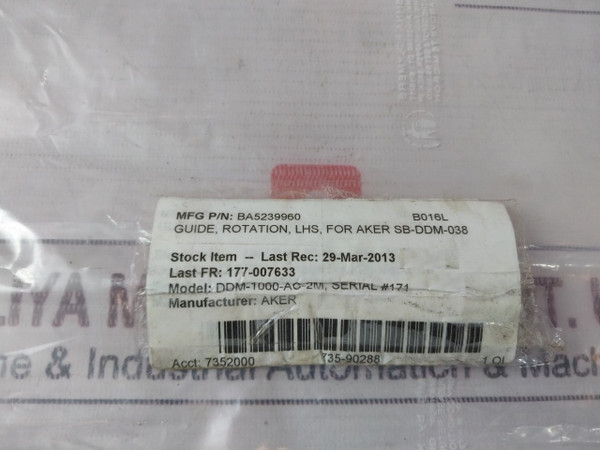 MFG P/N: BA5239960 B016L
GUIDE, ROTATION, LHS, FOR AKER SB-DDM-038
Stock Item -- Last Rec: 29-Mar-2013
Last FR: 177-007633
Model: DDM-1000-AC-2M, SERIAL #171
Manufacturer: AKER
Acct: 7352000 735-90288
LIYA M T.
ne & Industrial Automation & Mach